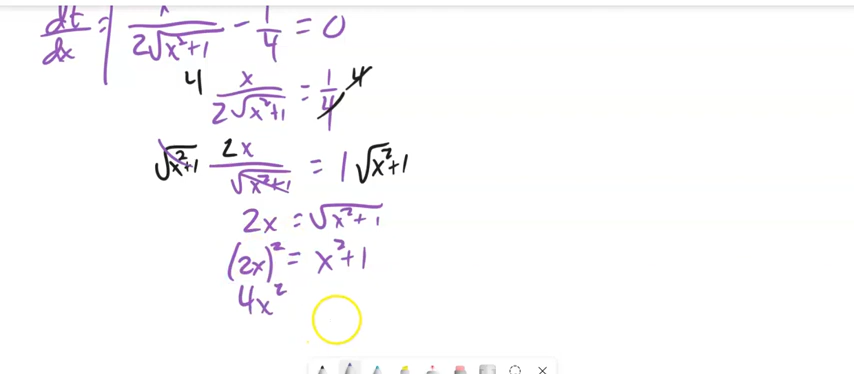 dt/dx = x/(2√(x²+1)) - 1/4 = 0
4 x/(2√(x²+1)) = 1/4 4
√(x²+1) 2x/√(x²+1) = 1 √(x²+1)
2x = √(x²+1)
(2x)² = x²+1
4x²